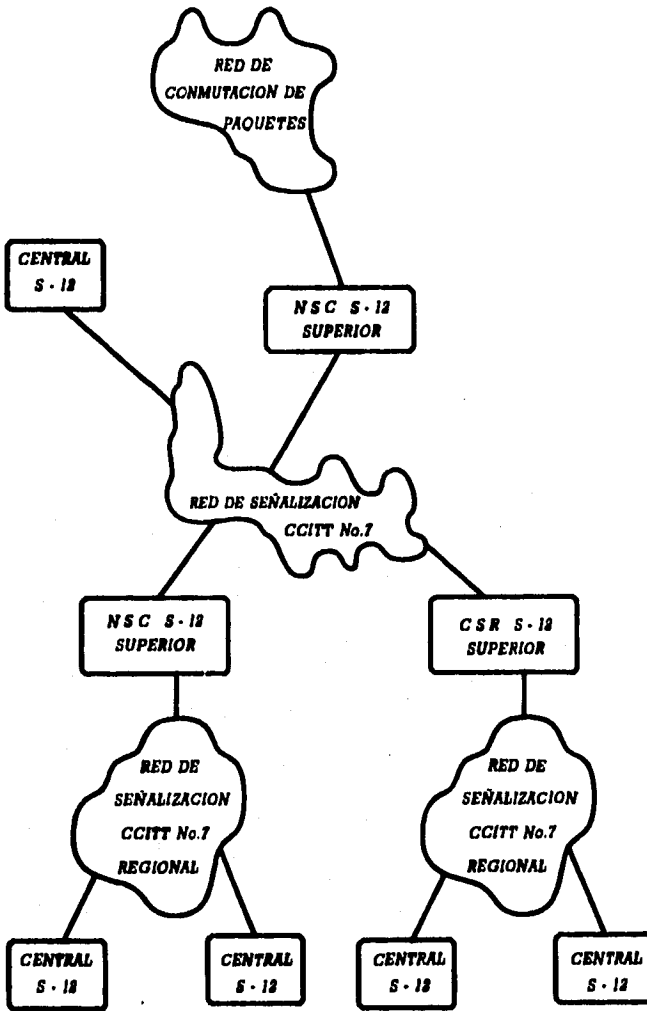 RED DE
CONMUTACION DE
PAQUETES
CENTRAL
S - 12
NSC S - 12
SUPERIOR
RED DE SEÑALIZACION
CCITT No.7
NSC S - 12
SUPERIOR
CSR S - 12
SUPERIOR
RED DE
SEÑALIZACION
CCITT No.7
REGIONAL
RED DE
SEÑALIZACION
CCITT No.7
REGIONAL
CENTRAL
S - 12
CENTRAL
S - 12
CENTRAL
S - 12
CENTRAL
S - 12